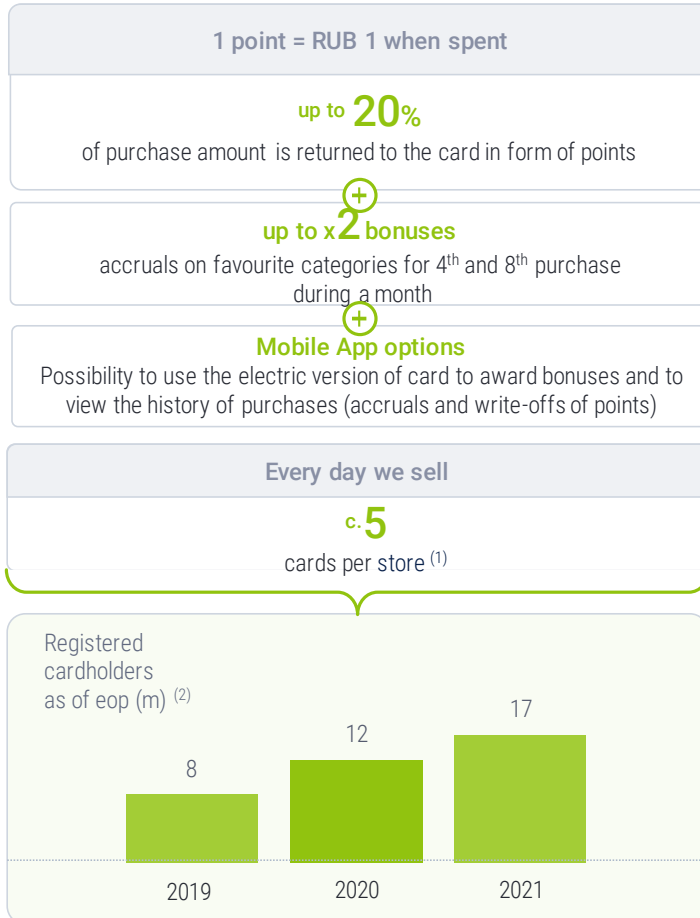 1 point = RUB 1 when spent
up to 20%
of purchase amount is returned to the card in form of points
+
up to x2 bonuses
accruals on favourite categories for 4th and 8th purchase
during a month
+
Mobile App options
Possibility to use the electric version of card to award bonuses and to
view the history of purchases (accruals and write-offs of points)
Every day we sell
c.5
cards per store (1)
Registered
cardholders
as of eop (m) (2)
8
12
17
2019
2020
2021